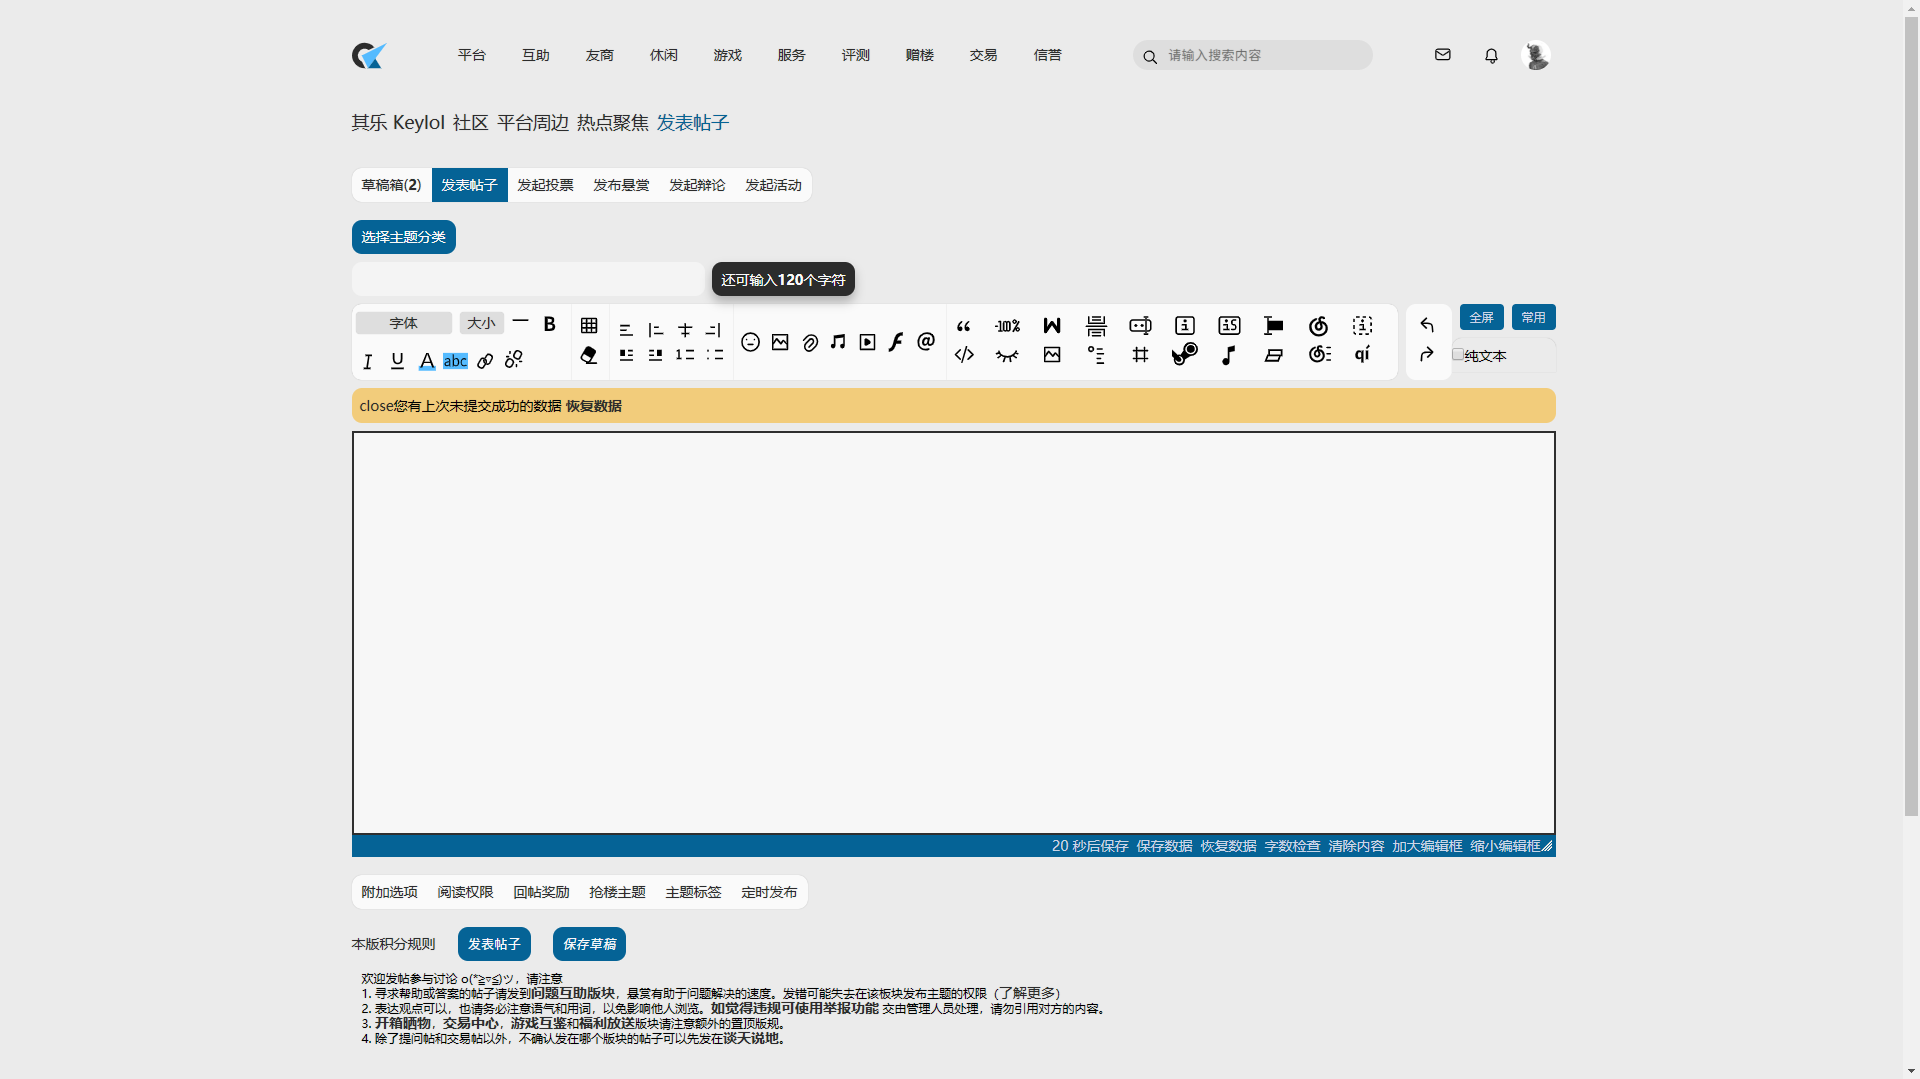 平台 互助 友商 休闲 游戏 服务 评测 赠楼 交易 信誉 请输入搜索内容
其乐 Keylol 社区 平台周边 热点聚焦 发表帖子
草稿箱(2) 发表帖子 发起投票 发布悬赏 发起辩论 发起活动
选择主题分类
还可输入120个字符
字体 大小 B -10% 全屏 常用
I U A abc qí 纯文本
close您有上次未提交成功的数据 恢复数据
20 秒后保存 保存数据 恢复数据 字数检查 清除内容 加大编辑框 缩小编辑框
附加选项 阅读权限 回帖奖励 抢楼主题 主题标签 定时发布
本版积分规则 发表帖子 保存草稿
欢迎发帖参与讨论 o(*≧▽≦)ツ，请注意
1. 寻求帮助或答案的帖子请发到问题互助版块，悬赏有助于问题解决的速度。发错可能失去在该板块发布主题的权限（了解更多）
2. 表达观点可以，也请务必注意语气和用词，以免影响他人浏览。如觉得违规可使用举报功能 交由管理人员处理，请勿引用对方的内容。
3. 开箱晒物，交易中心，游戏互鉴和福利放送版块请注意额外的置顶版规。
4. 除了提问帖和交易帖以外，不确认发在哪个版块的帖子可以先发在谈天说地。